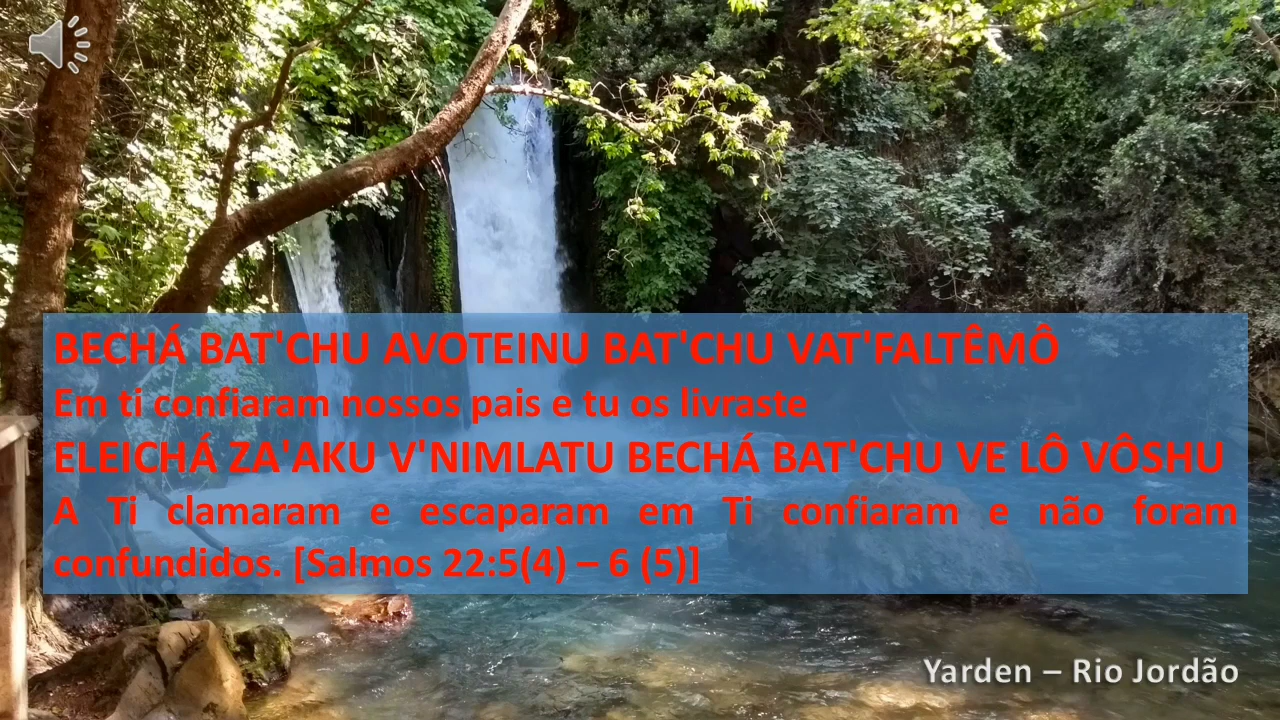 BECHÁ BAT'CHU AVOTEINU BAT'CHU VAT'FALTÊMÔ
Em ti confiaram nossos pais e tu os livraste
ELEICHÁ ZA'AKU V'NIMLATU BECHÁ BAT'CHU VE LÔ VÔSHU
A Ti clamaram e escaparam em Ti confiaram e não foram
confundidos. [Salmos 22:5(4) – 6 (5)]
Yarden – Rio Jordão